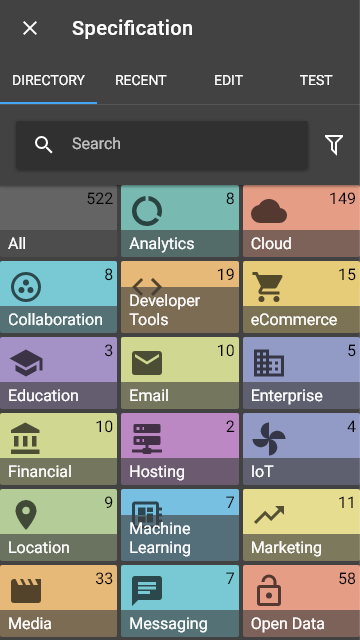 Specification
DIRECTORY RECENT EDIT TEST
Search
522 8 149
All Analytics Cloud
8 19 15
Collaboration Developer Tools eCommerce
3 10 5
Education Email Enterprise
10 2 4
Financial Hosting IoT
9 7 11
Location Machine Learning Marketing
33 7 58
Media Messaging Open Data